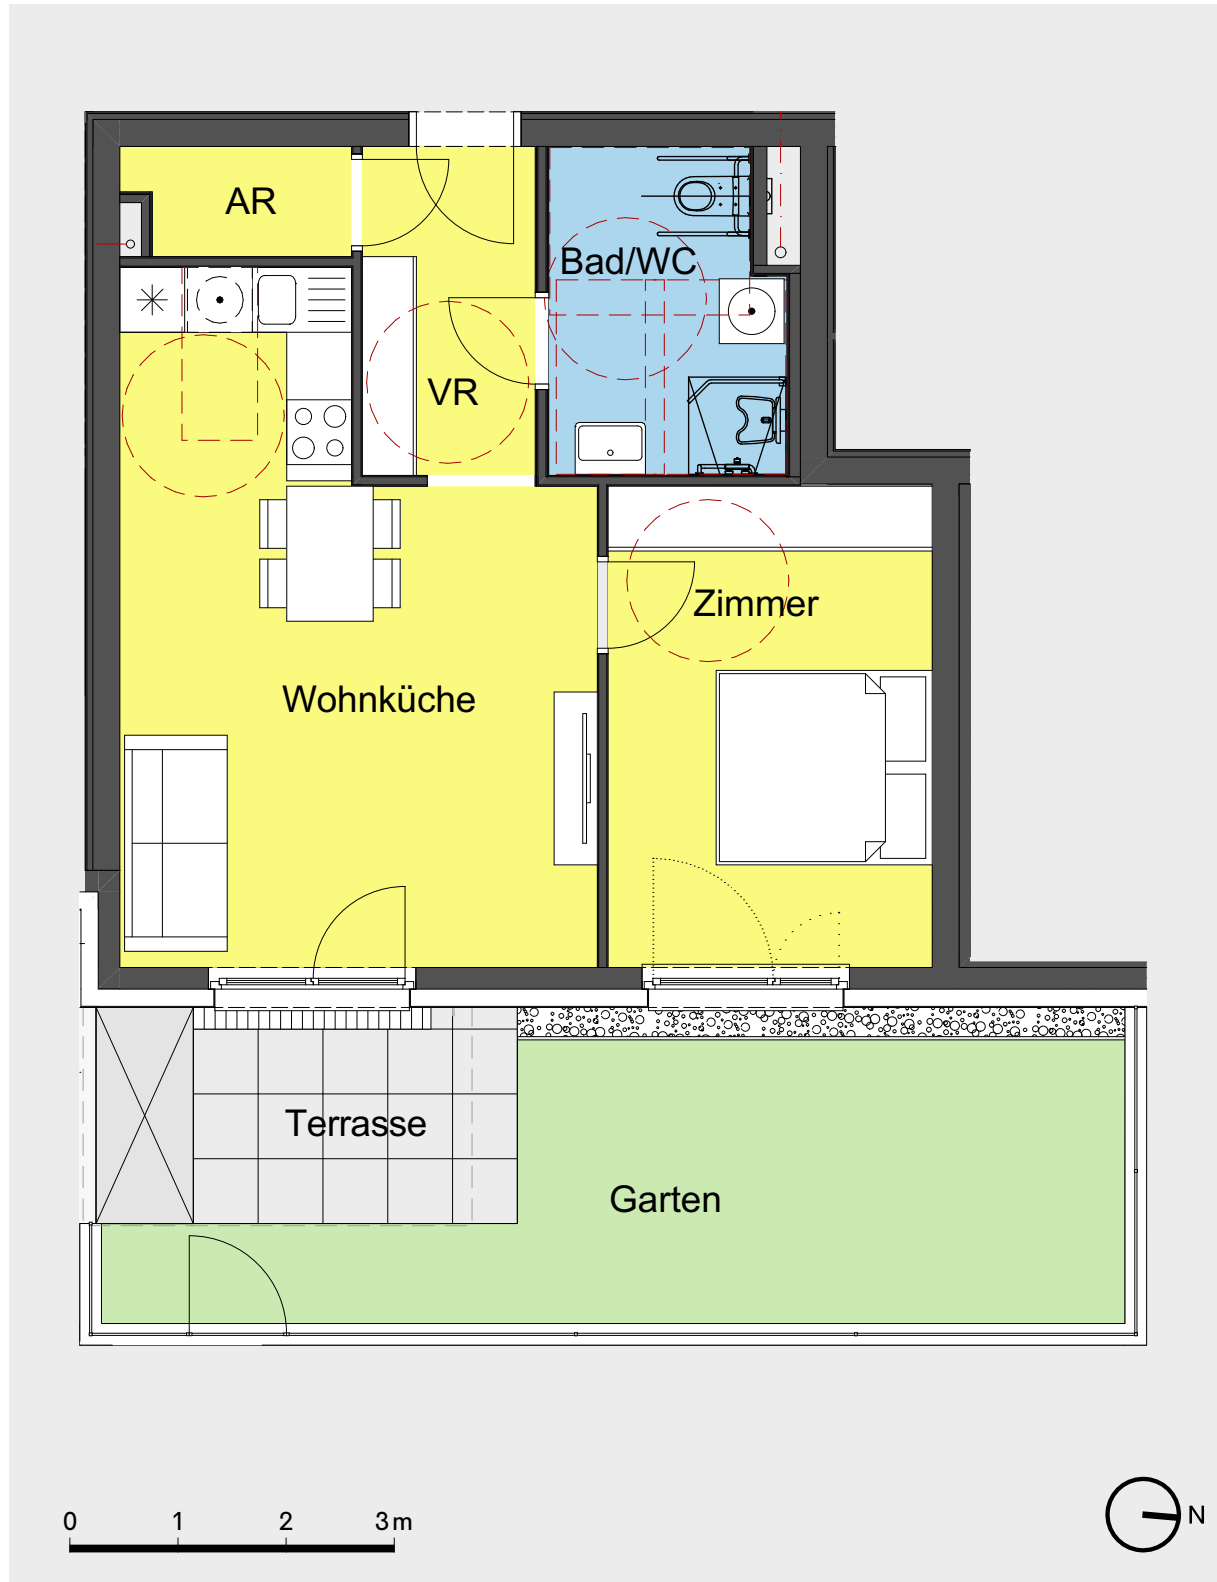 AR
Bad/WC
VR
Zimmer
Wohnküche
Terrasse
Garten
0 1 2 3 m
N